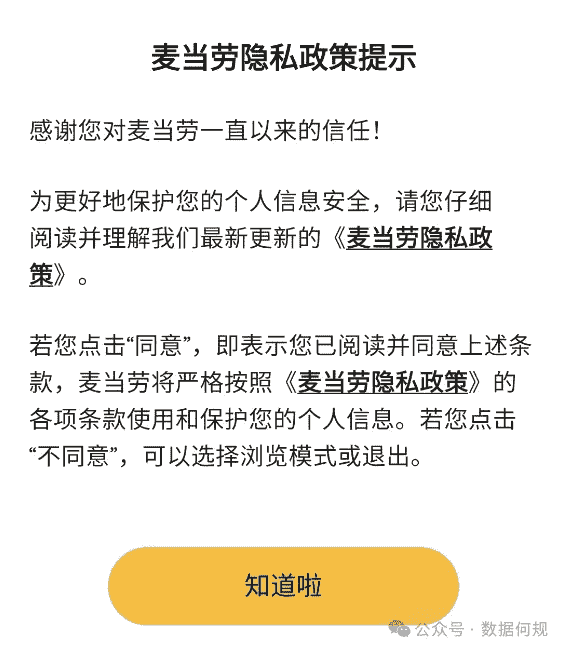 麦当劳隐私政策提示
感谢您对麦当劳一直以来的信任！
为更好地保护您的个人信息安全，请您仔细
阅读并理解我们最新更新的《麦当劳隐私政
策》。
若您点击“同意”，即表示您已阅读并同意上述条
款，麦当劳将严格按照《麦当劳隐私政策》的
各项条款使用和保护您的个人信息。若您点击
“不同意”，可以选择浏览模式或退出。
知道啦
公众号 · 数据何规